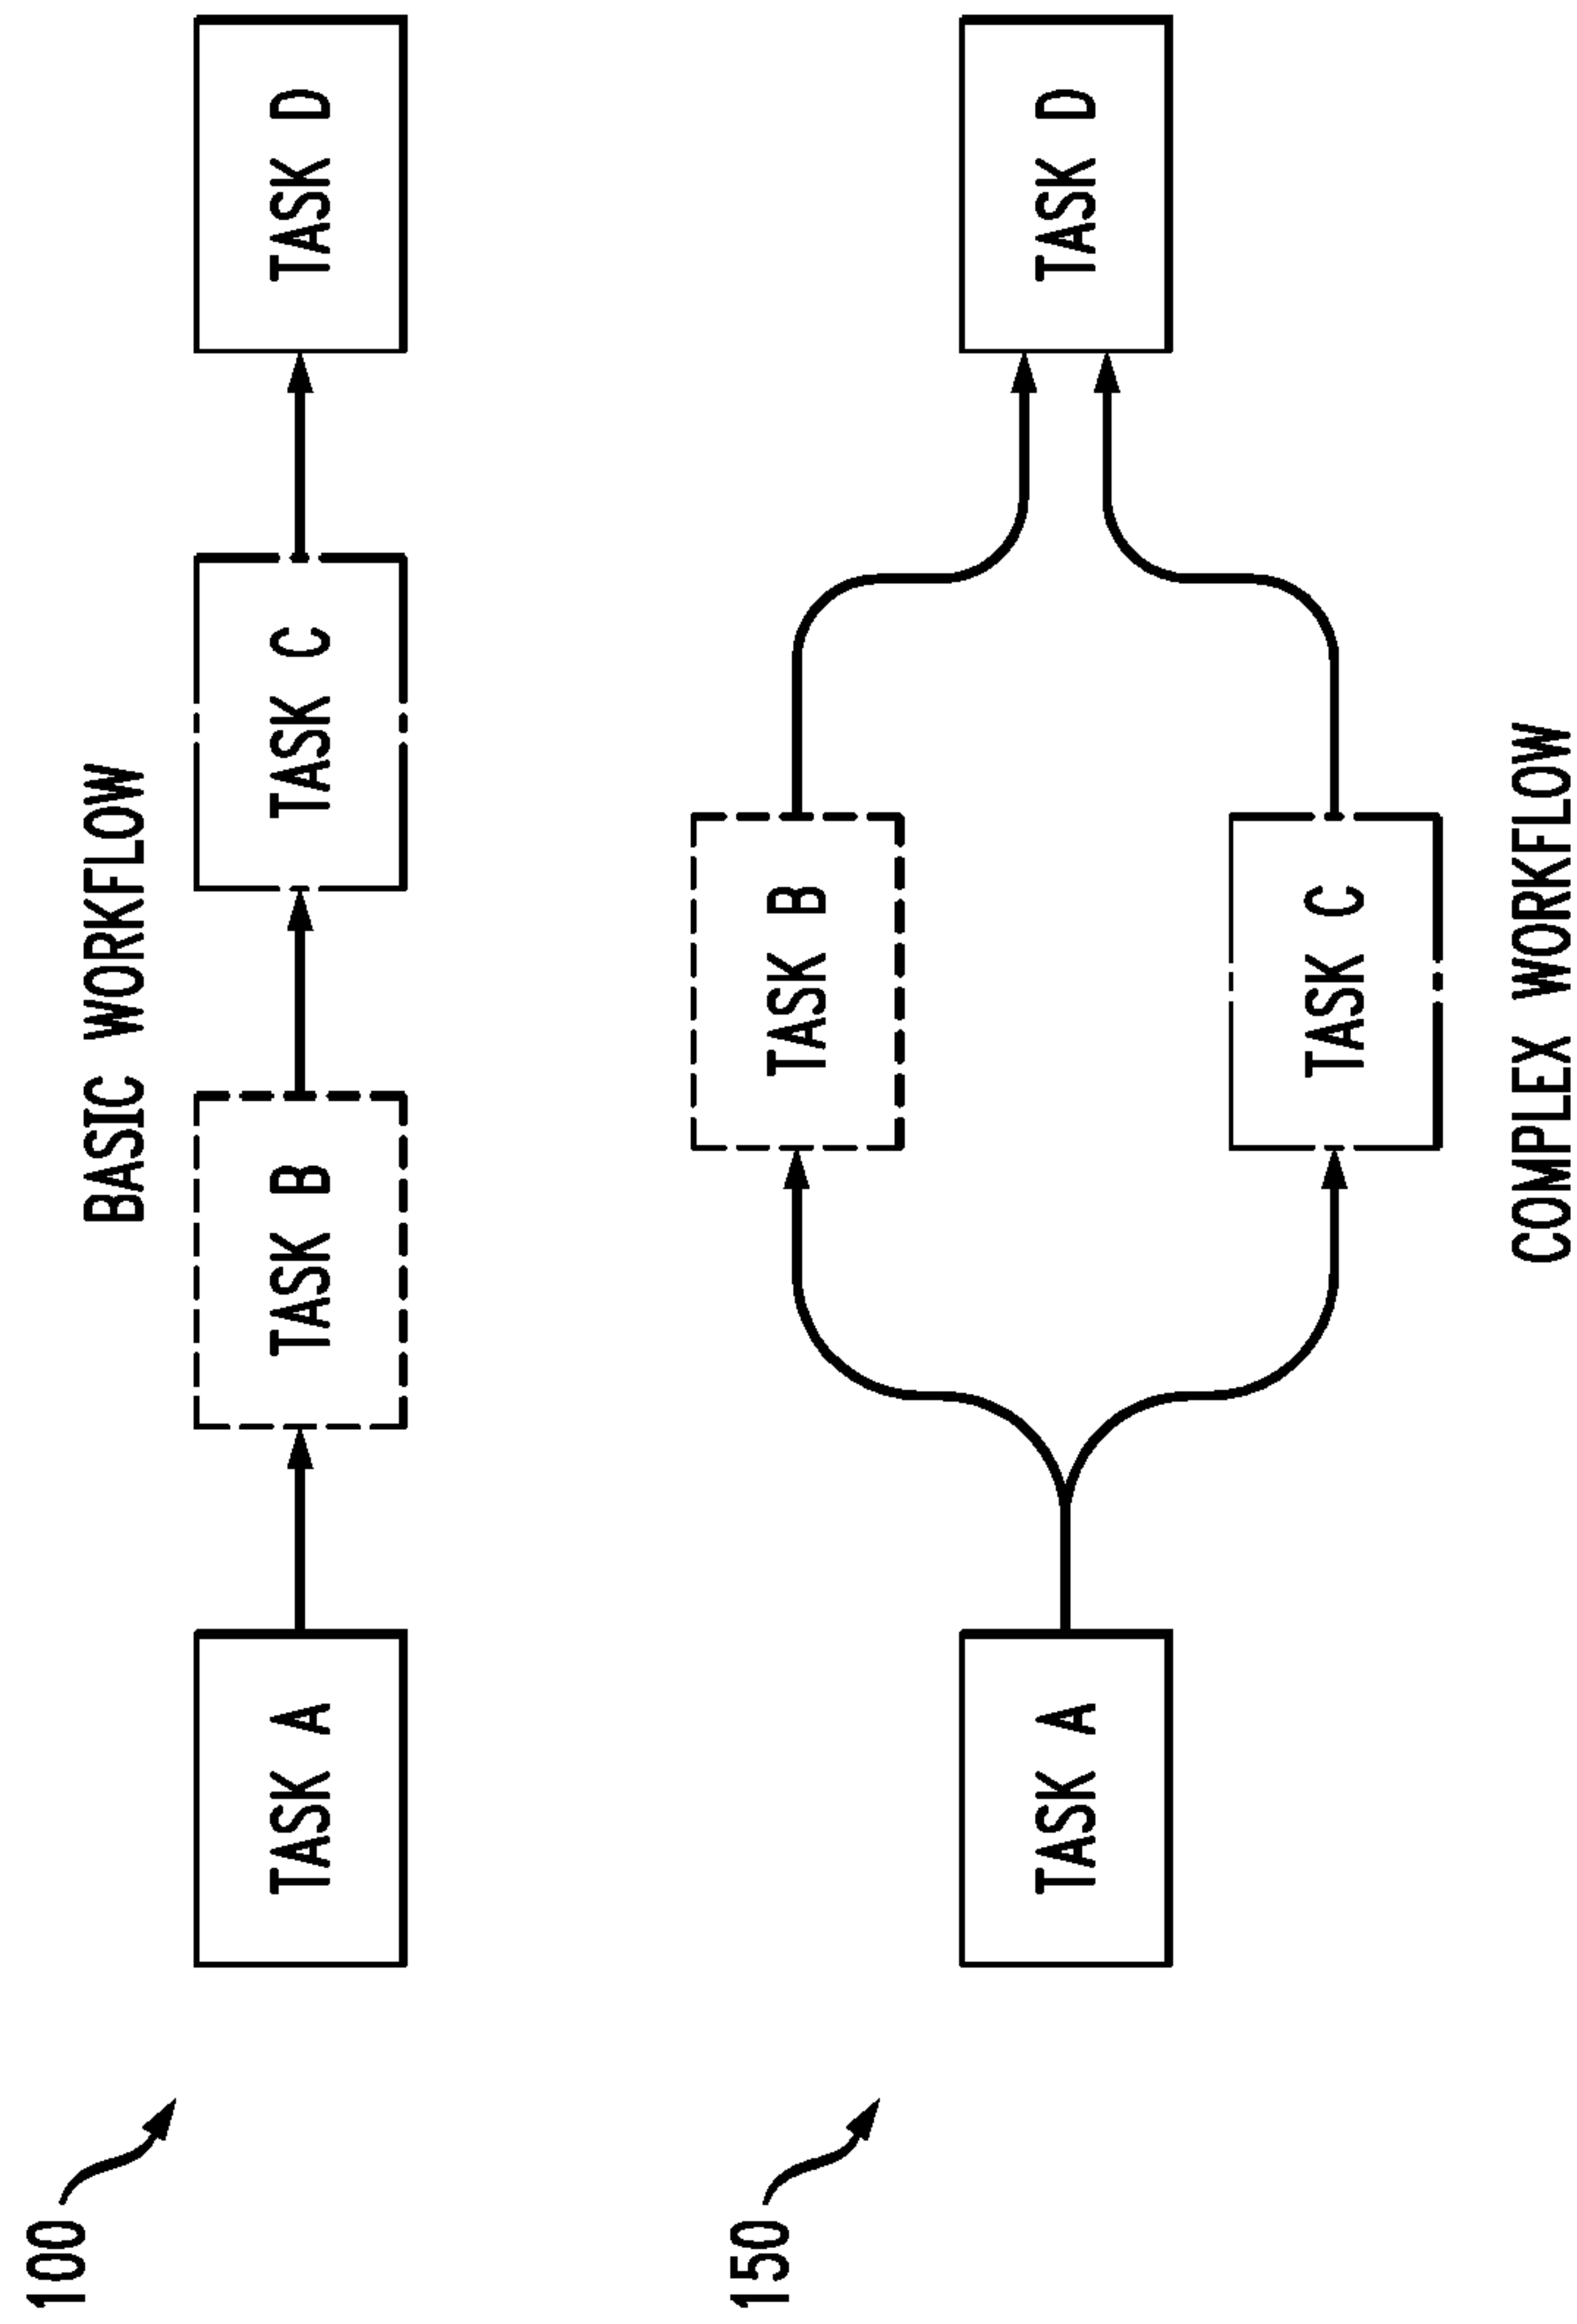 BASIC WORKFLOW
100
TASK A
TASK B
TASK C
TASK D
150
TASK A
TASK B
TASK C
TASK D
COMPLEX WORKFLOW